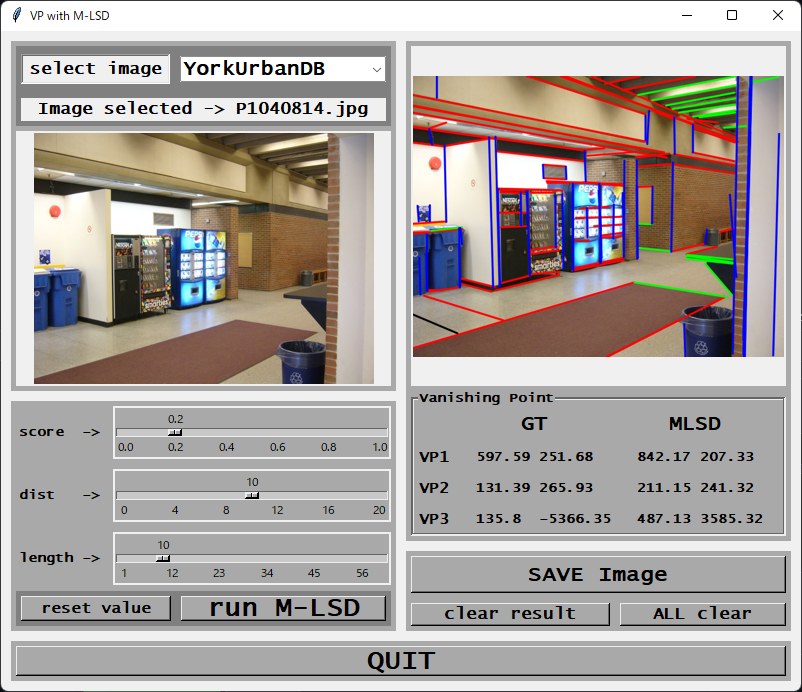 VP with M-LSD
select image YorkUrbanDB
Image selected -> P1040814.jpg
score -> 0.2
0.0 0.2 0.4 0.6 0.8 1.0
dist -> 10
0 4 8 12 16 20
length -> 10
1 12 23 34 45 56
reset value run M-LSD
PEPSI
smarties
PEPSI
smarties
Vanishing Point
GT MLSD
VP1 597.59 251.68 842.17 207.33
VP2 131.39 265.93 211.15 241.32
VP3 135.8 -5366.35 487.13 3585.32
SAVE Image
clear result ALL clear
QUIT